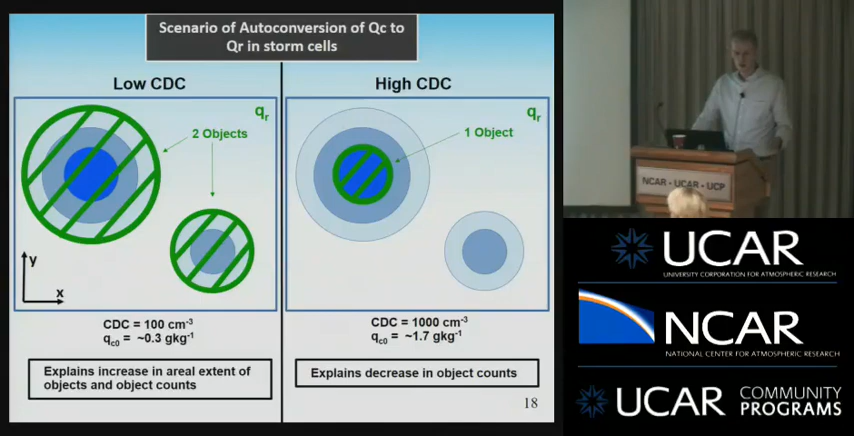 Scenario of Autoconversion of Qc to
Qr in storm cells
Low CDC
High CDC
qr
2 Objects
qr
1 Object
y
x
CDC = 100 cm-3
qc0 = ~0.3 gkg-1
CDC = 1000 cm-3
qc0 = ~1.7 gkg-1
Explains increase in areal extent of
objects and object counts
Explains decrease in object counts
18
NCAR - UCAR - UCP
UCAR
UNIVERSITY CORPORATION FOR ATMOSPHERIC RESEARCH
NCAR
NATIONAL CENTER FOR ATMOSPHERIC RESEARCH
UCAR
COMMUNITY
PROGRAMS